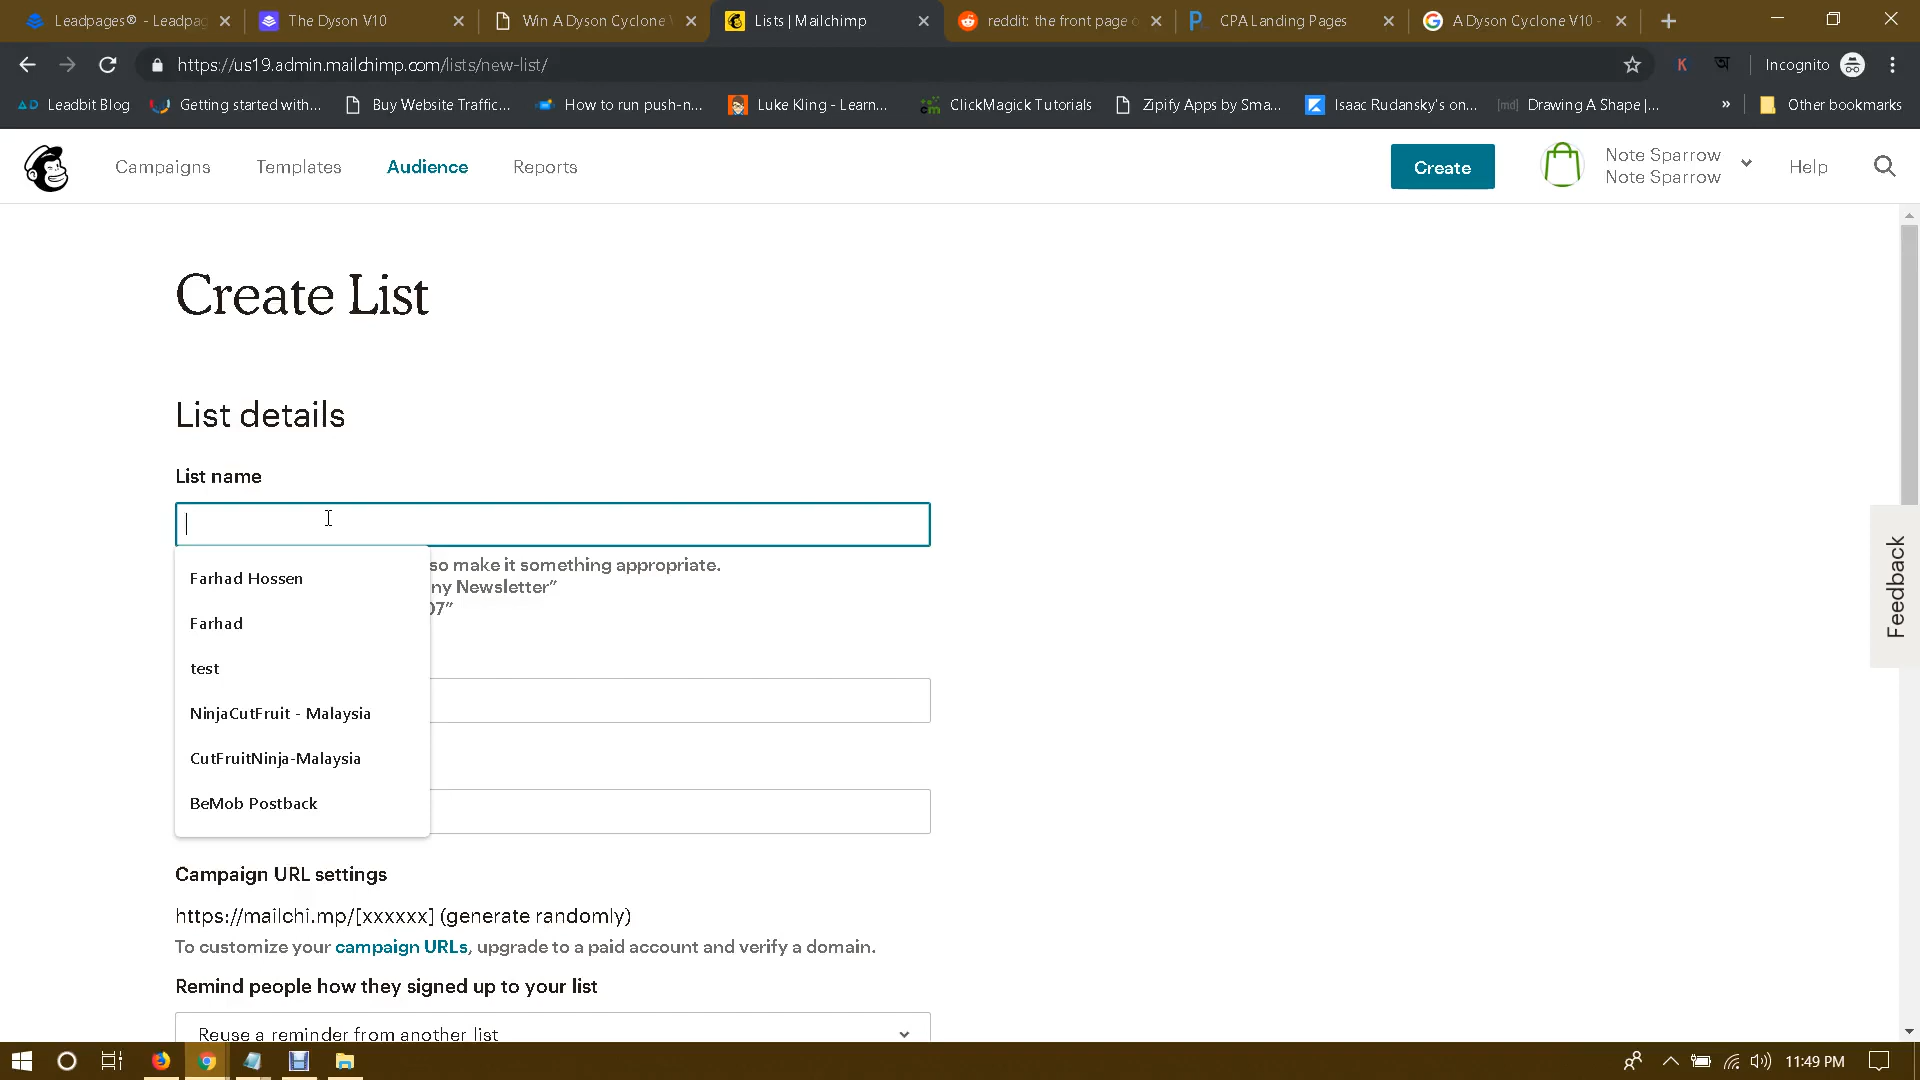 Leadpages® - Leadpag
The Dyson V10
Win A Dyson Cyclone V
Lists | Mailchimp
reddit: the front page o
CPA Landing Pages
A Dyson Cyclone V10 -
https://us19.admin.mailchimp.com/lists/new-list/
Incognito
Leadbit Blog
Getting started with...
Buy Website Traffic...
How to run push-n...
Luke Kling - Learn...
ClickMagick Tutorials
Zipify Apps by Sma...
Isaac Rudansky's on...
[md] Drawing A Shape |...
»
Other bookmarks
Campaigns
Templates
Audience
Reports
Create
Note Sparrow
Note Sparrow
Help
Create List
List details
List name
so make it something appropriate.
ny Newsletter”
07”
Farhad Hossen
Farhad
test
NinjaCutFruit - Malaysia
CutFruitNinja-Malaysia
BeMob Postback
Campaign URL settings
https://mailchi.mp/[xxxxxx] (generate randomly)
To customize your campaign URLs, upgrade to a paid account and verify a domain.
Remind people how they signed up to your list
Reuse a reminder from another list
Feedback
11:49 PM